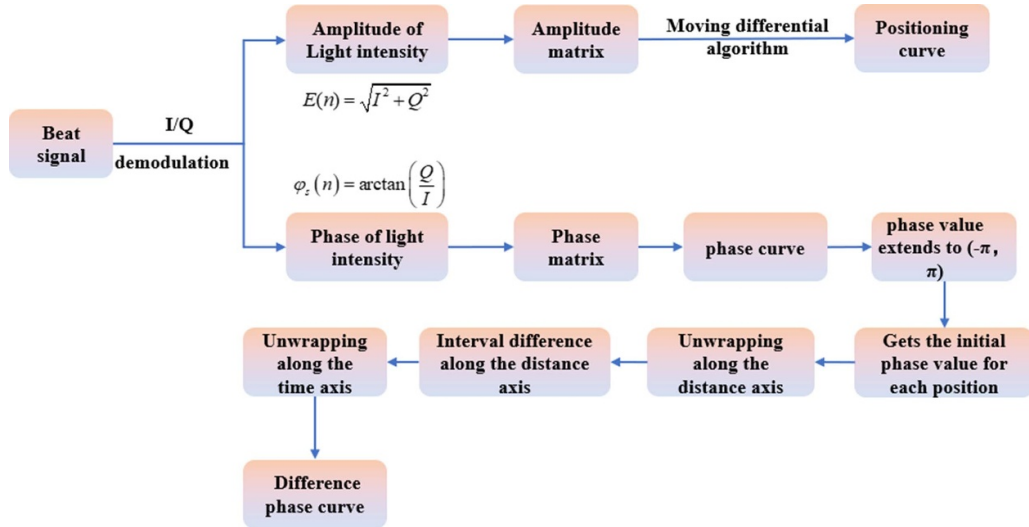 Beat
signal
I/Q
demodulation
Amplitude of
Light intensity
Amplitude
matrix
Moving differential
algorithm
Positioning
curve
E(n) = √(I² + Q²)
φₛ(n) = arctan(Q/I)
Phase of light
intensity
Phase
matrix
phase curve
phase value
extends to (-π,
π)
Gets the initial
phase value for
each position
Unwrapping
along the
distance axis
Interval difference
along the distance
axis
Unwrapping
along the
time axis
Difference
phase curve